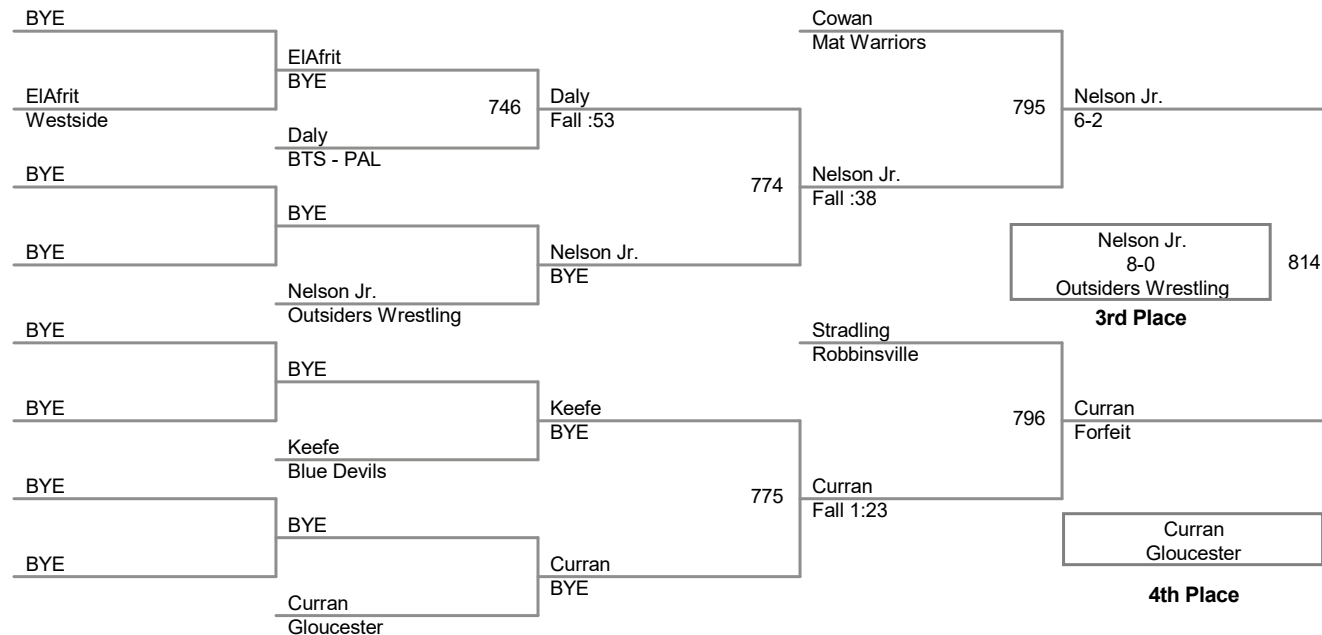 BYE
ElAfrit
Westside
BYE
BYE
BYE
BYE
BYE
BYE
ElAfrit
BYE
Daly
BTS - PAL
BYE
Nelson Jr.
Outsiders Wrestling
BYE
Keefe
Blue Devils
BYE
Curran
Gloucester
746
Daly
Fall :53
Nelson Jr.
BYE
Keefe
BYE
Curran
BYE
774
775
Cowan
Mat Warriors
Nelson Jr.
Fall :38
Stradling
Robbinsville
Curran
Fall 1:23
795
796
Nelson Jr.
6-2
Nelson Jr.
8-0
Outsiders Wrestling
814
3rd Place
Curran
Forfeit
Curran
Gloucester
4th Place